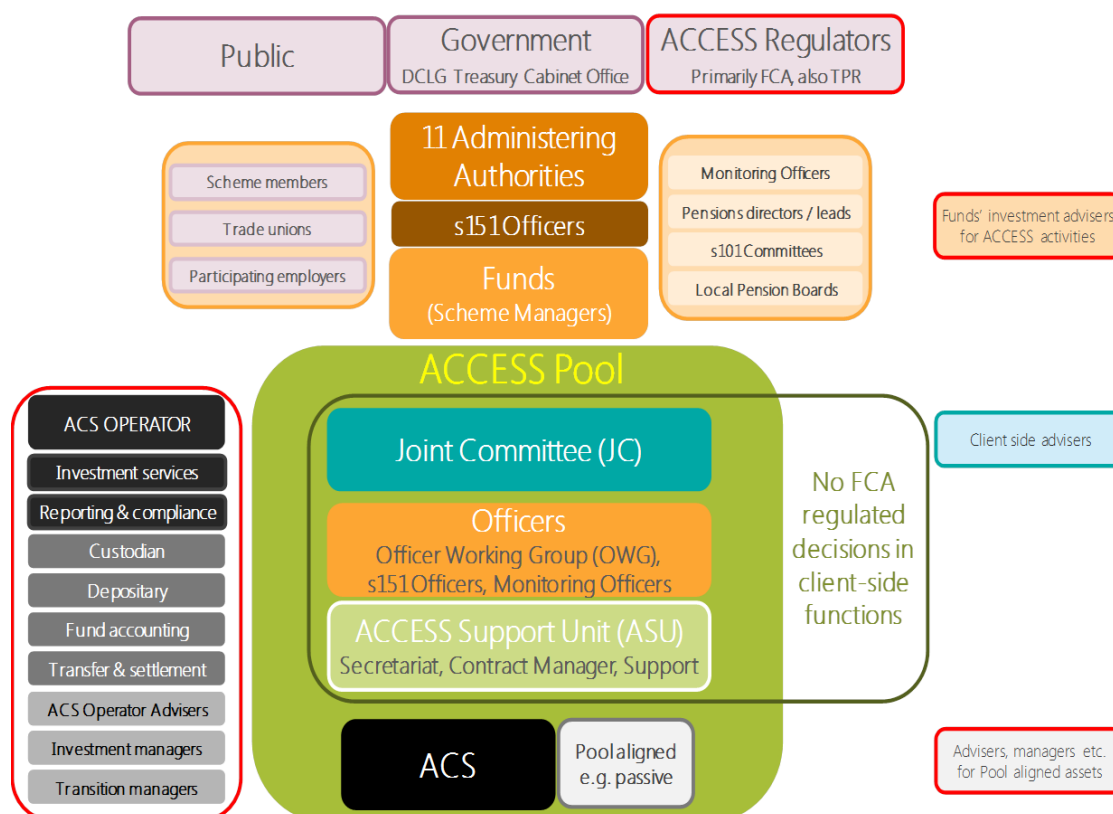 Public
Government
DCLG Treasury Cabinet Office
ACCESS Regulators
Primarily FCA, also TPR
Scheme members
Trade unions
Participating employers
11 Administering
Authorities
s151 Officers
Funds
(Scheme Managers)
Monitoring Officers
Pensions directors / leads
s101 Committees
Local Pension Boards
Funds' investment advisers
for ACCESS activities
ACCESS Pool
ACS OPERATOR
Investment services
Reporting & compliance
Custodian
Depositary
Fund accounting
Transfer & settlement
ACS Operator Advisers
Investment managers
Transition managers
Joint Committee (JC)
Officers
Officer Working Group (OWG),
s151 Officers, Monitoring Officers
ACCESS Support Unit (ASU)
Secretariat, Contract Manager, Support
No FCA
regulated
decisions in
client-side
functions
Client side advisers
ACS
Pool aligned
e.g. passive
Advisers, managers etc.
for Pool aligned assets